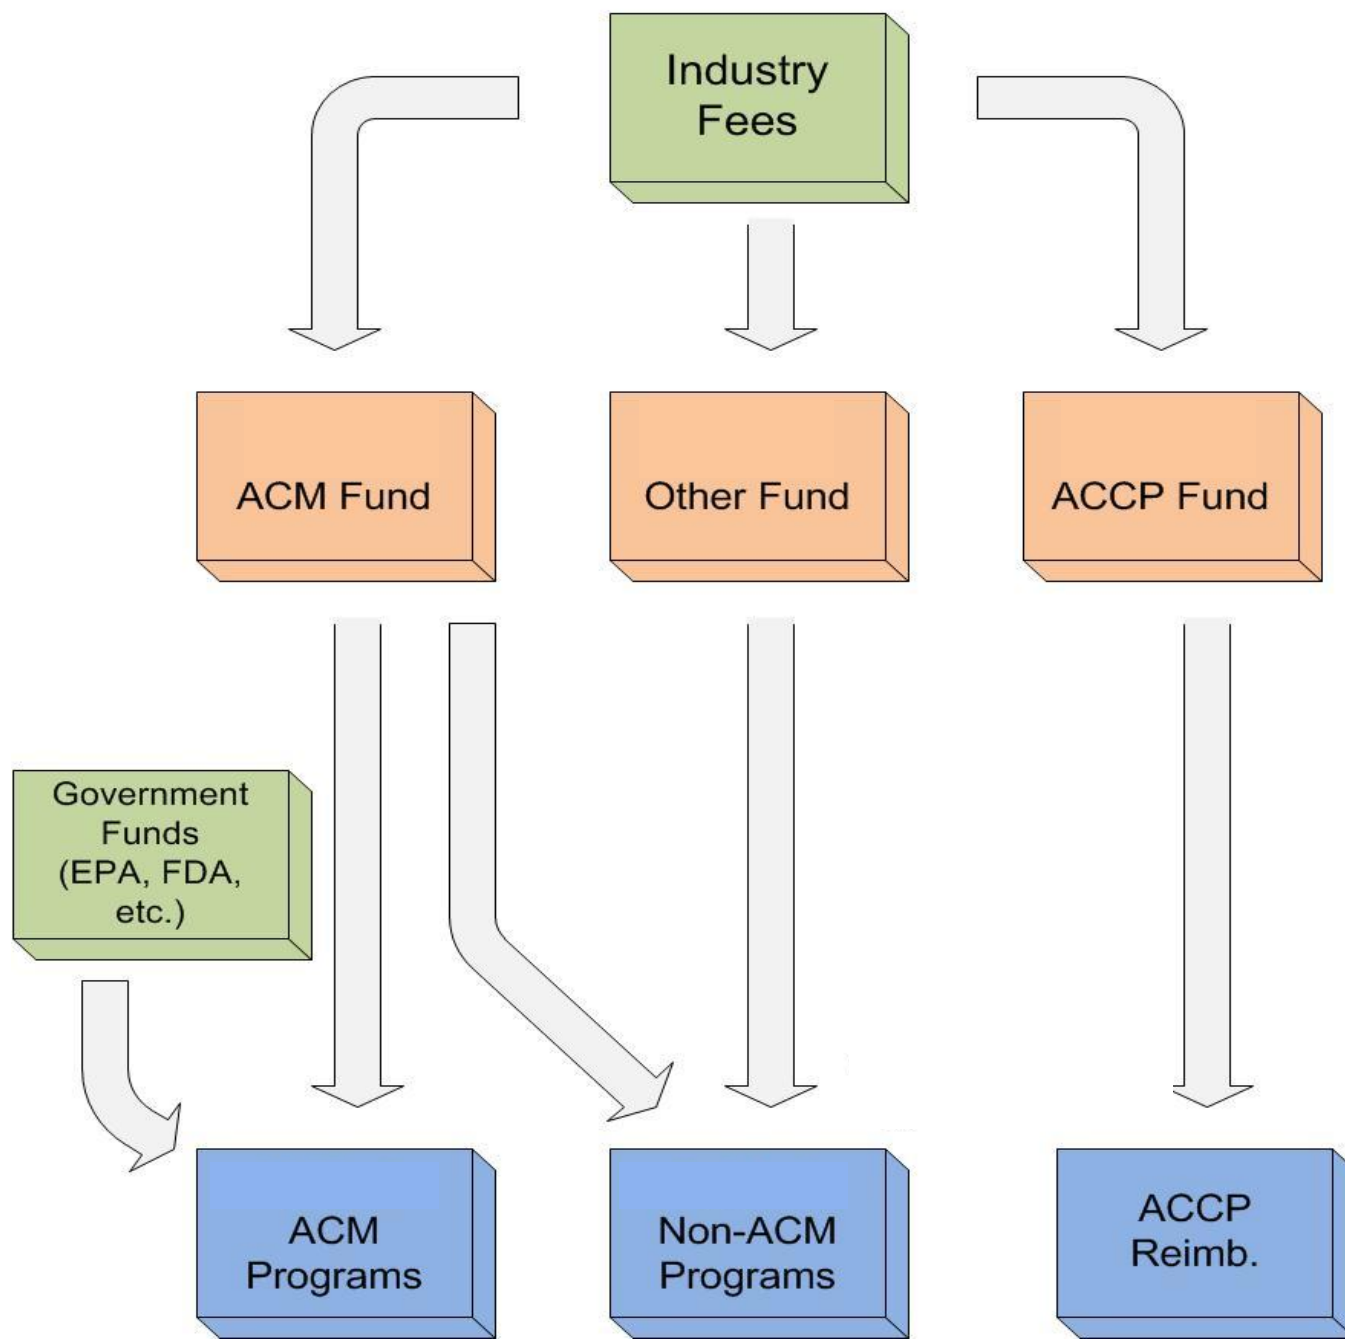 Industry
Fees
ACM Fund
Other Fund
ACCP Fund
Government
Funds
(EPA, FDA,
etc.)
ACM
Programs
Non-ACM
Programs
ACCP
Reimb.